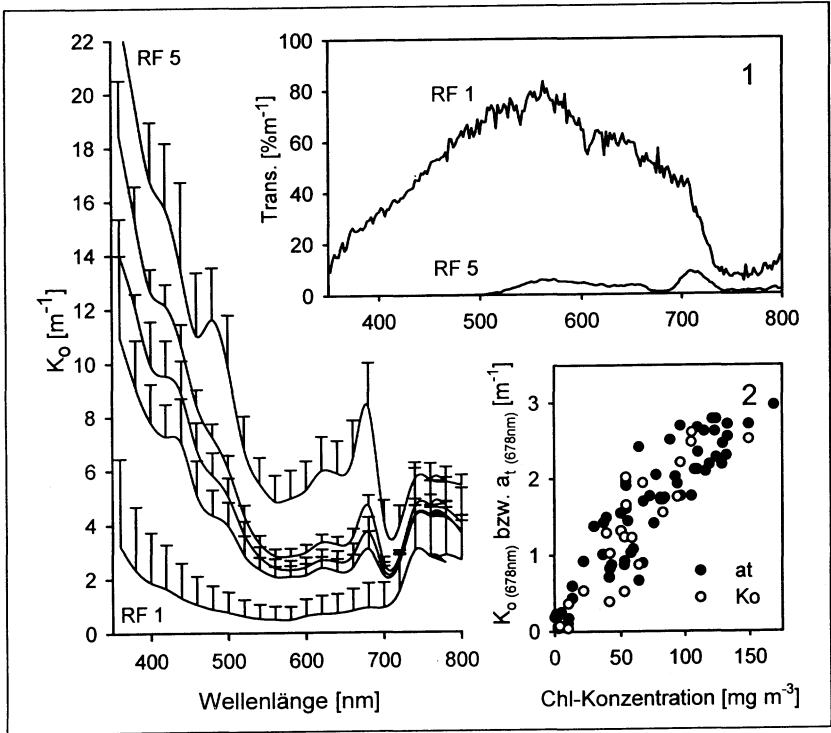 22
20
18
16
14
12
10
8
6
4
2
0
K₀ [m⁻¹]
RF 5
RF 1
400 500 600 700 800
Wellenlänge [nm]
100
80
60
40
20
0
Trans. [%m⁻¹]
RF 1
1
RF 5
400 500 600 700 800
3
2
1
0
K₀ (678nm) bzw. aₜ (678nm) [m⁻¹]
2
at
Ko
0 50 100 150
Chl-Konzentration [mg m⁻³]